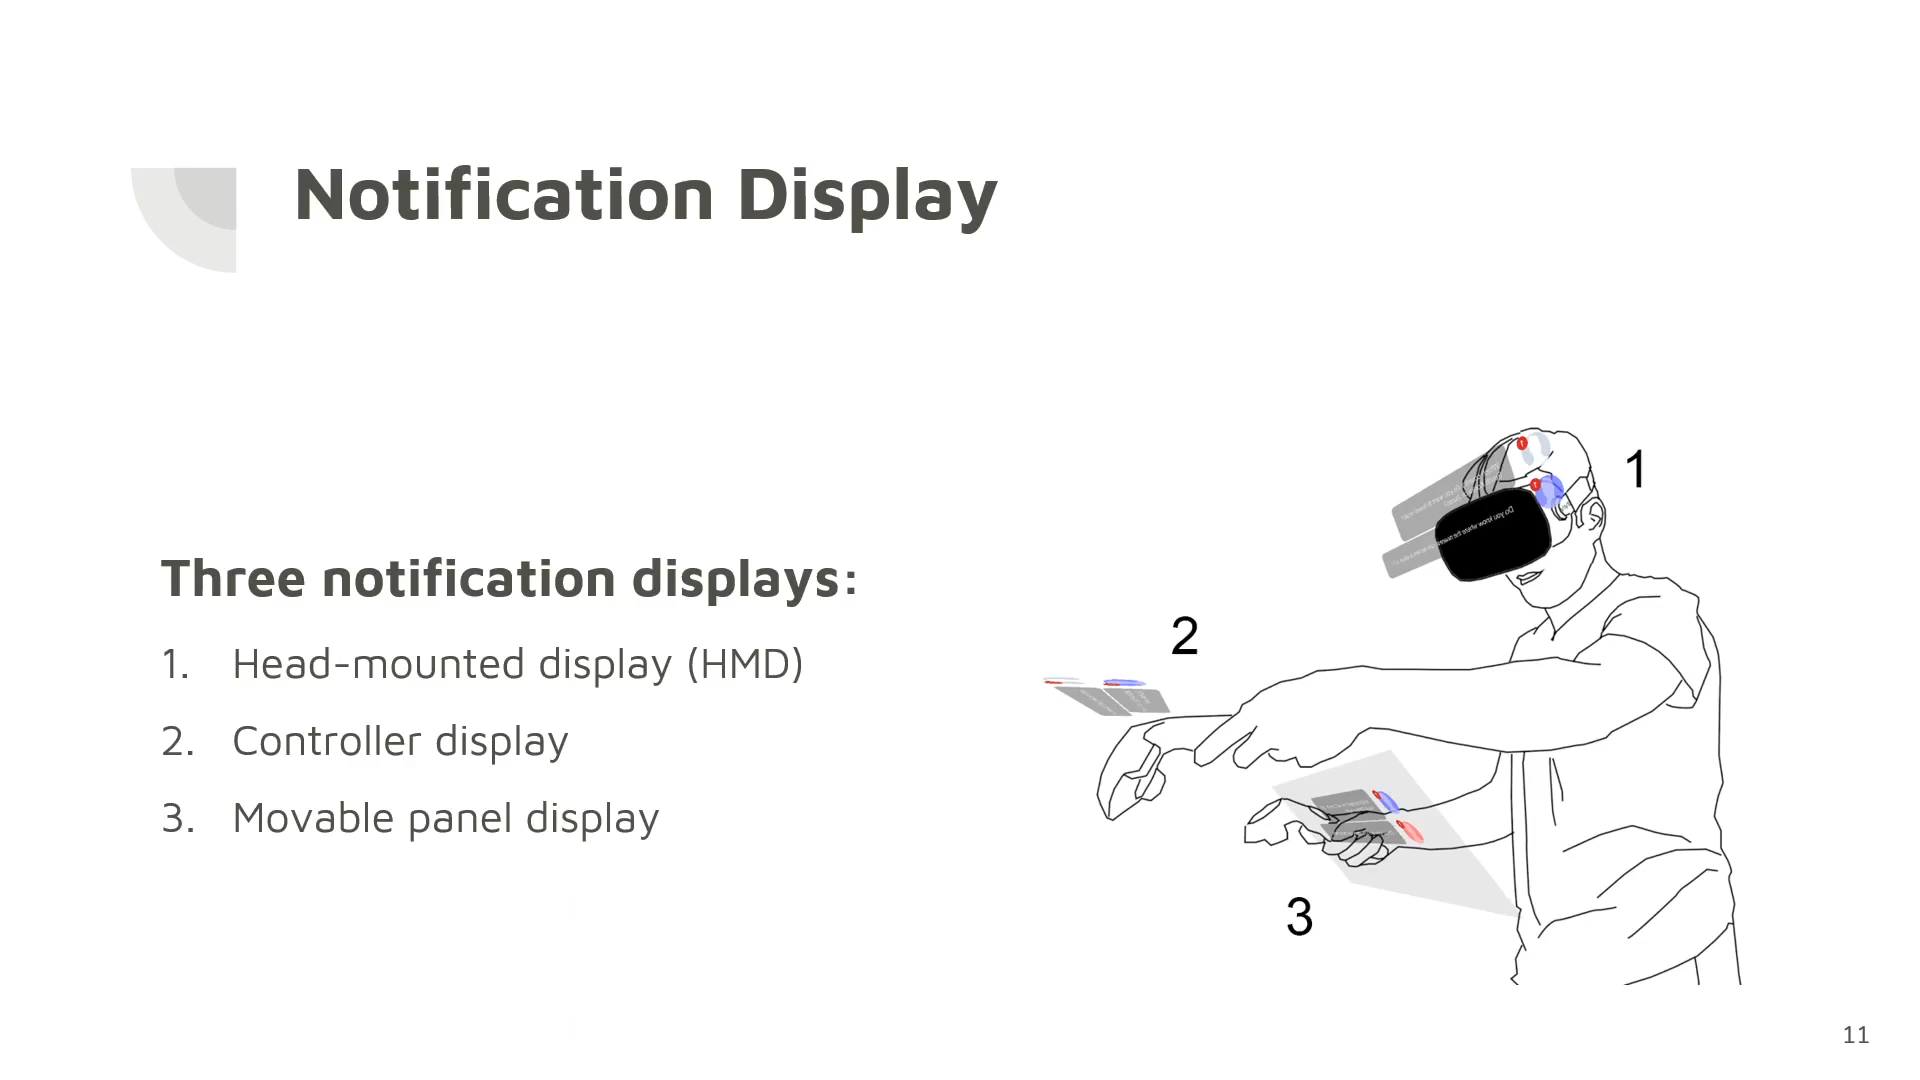 Notification Display
Three notification displays:
1. Head-mounted display (HMD)
2. Controller display
3. Movable panel display
1
2
3
11